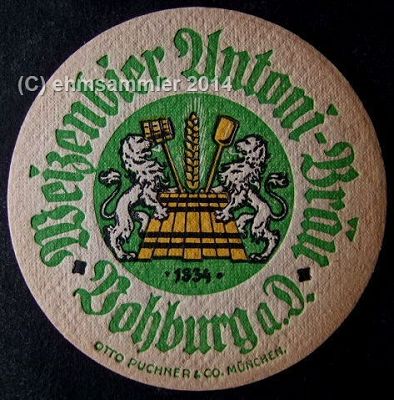 (C) ehmsammler 2014
Weizenbier Antoni-Bräu
· 1834 ·
Vohburg a.D.
OTTO PUCHNER & CO. MÜNCHEN.